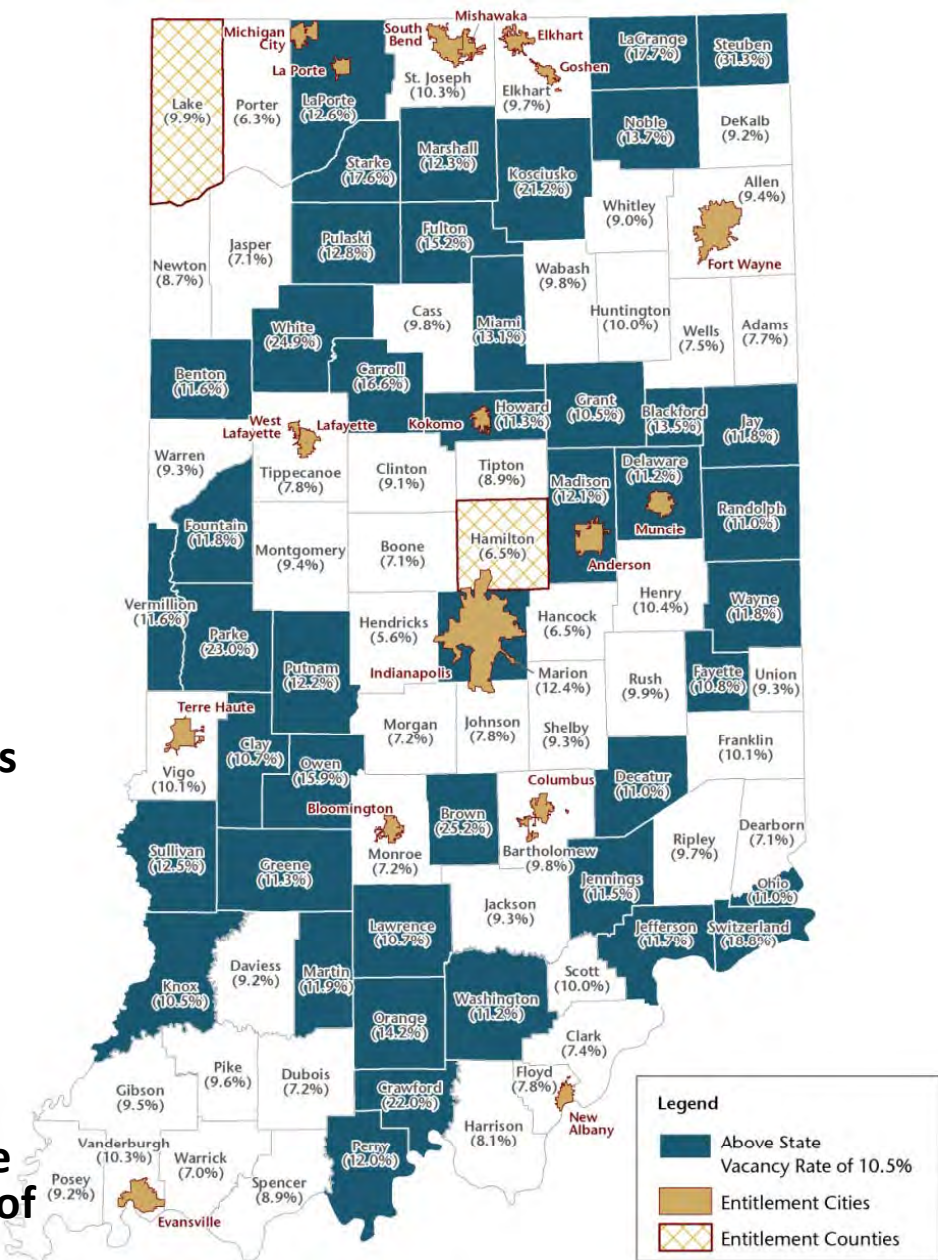 Mishawaka
Michigan
City
South
Bend
Elkhart
LaGrange
(17.7%)
Steuben
(31.3%)
La Porte
Goshen
St. Joseph
(10.3%)
Elkhart
(9.7%)
Lake
(9.9%)
Porter
(6.3%)
LaPorte
(12.6%)
Noble
(13.7%)
DeKalb
(9.2%)
Starke
(17.6%)
Marshall
(12.3%)
Kosciusko
(21.2%)
Allen
(9.4%)
Whitley
(9.0%)
Fort Wayne
Newton
(8.7%)
Jasper
(7.1%)
Pulaski
(12.8%)
Fulton
(15.2%)
Wabash
(9.8%)
Huntington
(10.0%)
Wells
(7.5%)
Adams
(7.7%)
White
(24.9%)
Cass
(9.8%)
Miami
(13.1%)
Benton
(11.6%)
Carroll
(16.6%)
Howard
(11.3%)
Grant
(10.5%)
Blackford
(13.5%)
Jay
(11.8%)
West
Lafayette
Lafayette
Kokomo
Warren
(9.3%)
Tippecanoe
(7.8%)
Clinton
(9.1%)
Tipton
(8.9%)
Madison
(12.1%)
Delaware
(11.2%)
Randolph
(11.0%)
Muncie
Fountain
(11.8%)
Montgomery
(9.4%)
Boone
(7.1%)
Hamilton
(6.5%)
Anderson
Vermillion
(11.6%)
Parke
(23.0%)
Putnam
(12.2%)
Hendricks
(5.6%)
Hancock
(6.5%)
Henry
(10.4%)
Wayne
(11.8%)
Indianapolis
Marion
(12.4%)
Rush
(9.9%)
Fayette
(10.8%)
Union
(9.3%)
Terre Haute
Vigo
(10.1%)
Clay
(10.7%)
Owen
(15.9%)
Morgan
(7.2%)
Johnson
(7.8%)
Shelby
(9.3%)
Franklin
(10.1%)
s
Columbus
Decatur
(11.0%)
Bloomington
Monroe
(7.2%)
Brown
(25.2%)
Bartholomew
(9.8%)
Ripley
(9.7%)
Dearborn
(7.1%)
Sullivan
(12.5%)
Greene
(11.3%)
Jennings
(11.5%)
Ohio
(11.0%)
Lawrence
(10.7%)
Jackson
(9.3%)
Jefferson
(11.7%)
Switzerland
(18.8%)
Knox
(10.5%)
Daviess
(9.2%)
Martin
(11.9%)
Scott
(10.0%)
Washington
(11.2%)
Orange
(14.2%)
Clark
(7.4%)
Gibson
(9.5%)
Pike
(9.6%)
Dubois
(7.2%)
Crawford
(22.0%)
Floyd
(7.8%)
New
Albany
Harrison
(8.1%)
Perry
(12.0%)
e
of
Posey
(9.2%)
Vanderburgh
(10.3%)
Warrick
(7.0%)
Spencer
(8.9%)
Evansville
Legend
Above State
Vacancy Rate of 10.5%
Entitlement Cities
Entitlement Counties